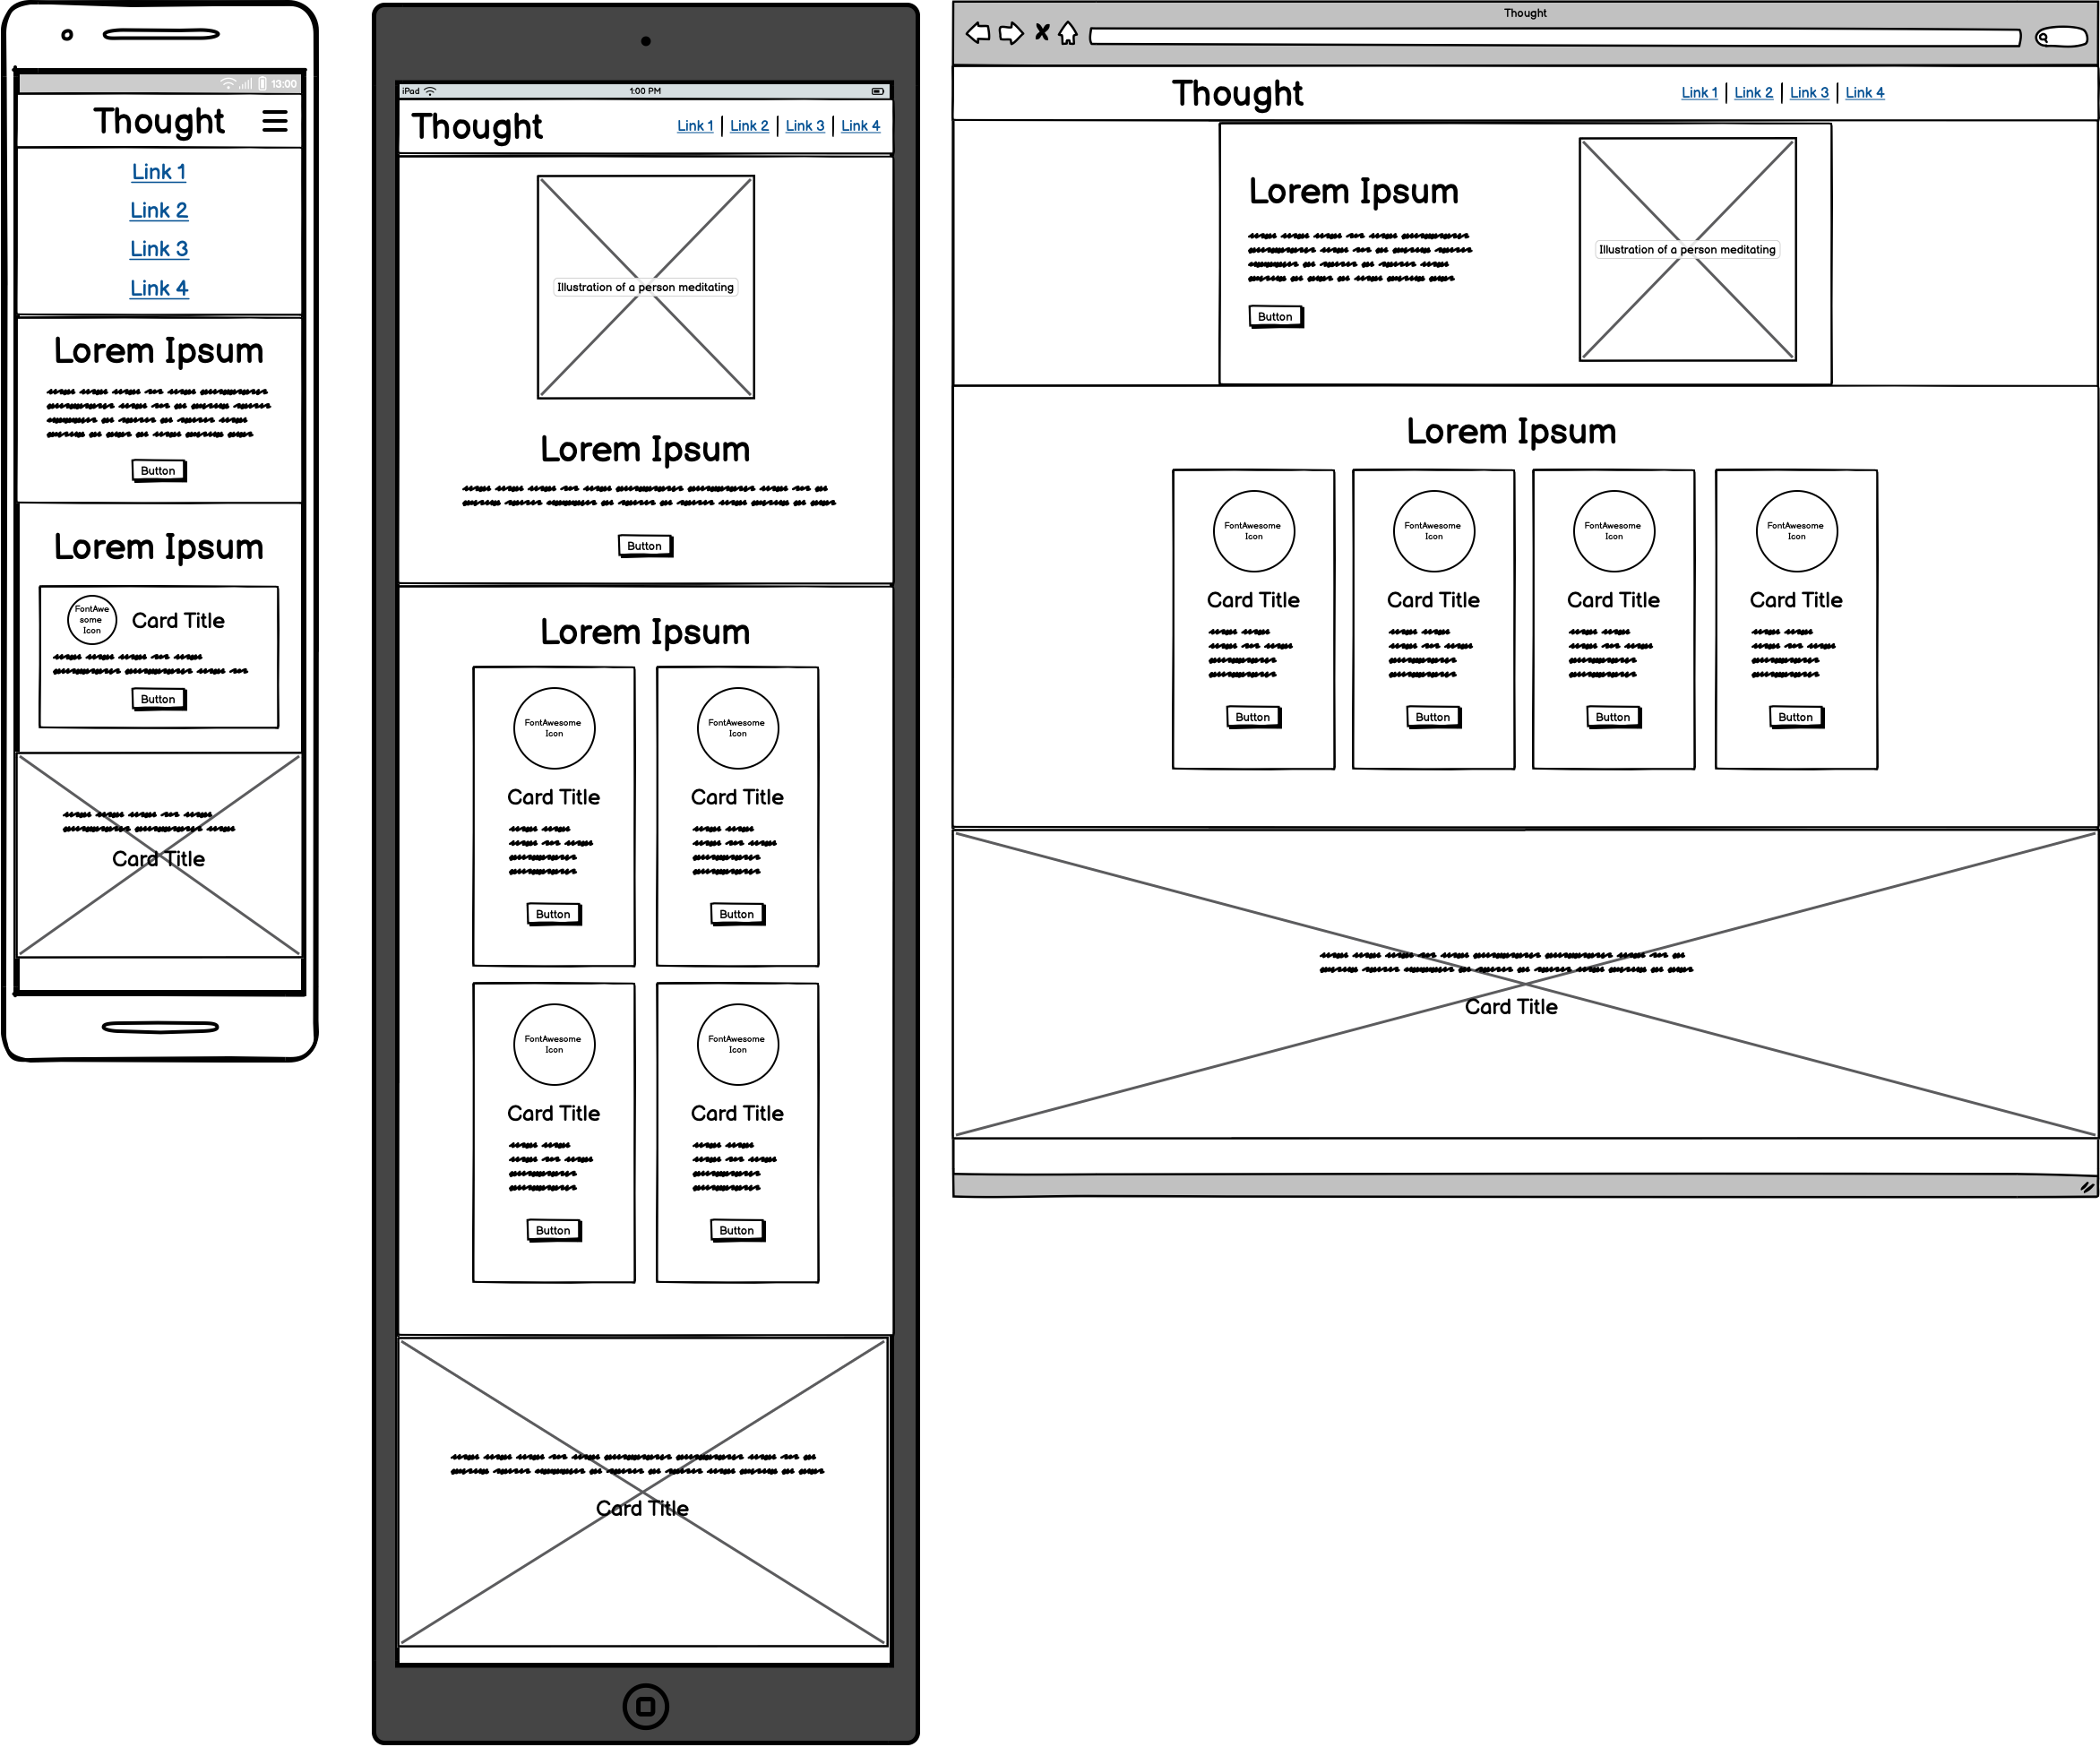 13:00
Thought
Link 1
Link 2
Link 3
Link 4
Lorem Ipsum
Button
Lorem Ipsum
FontAwe
some
Icon
Card Title
Button
Card Title
iPad
1:00 PM
Thought
Link 1 Link 2 Link 3 Link 4
Illustration of a person meditating
Lorem Ipsum
Button
Lorem Ipsum
FontAwesome
Icon
Card Title
Button
FontAwesome
Icon
Card Title
Button
FontAwesome
Icon
Card Title
Button
FontAwesome
Icon
Card Title
Button
Card Title
Thought
Thought
Link 1 Link 2 Link 3 Link 4
Lorem Ipsum
Button
Illustration of a person meditating
Lorem Ipsum
FontAwesome
Icon
Card Title
Button
FontAwesome
Icon
Card Title
Button
FontAwesome
Icon
Card Title
Button
FontAwesome
Icon
Card Title
Button
Card Title